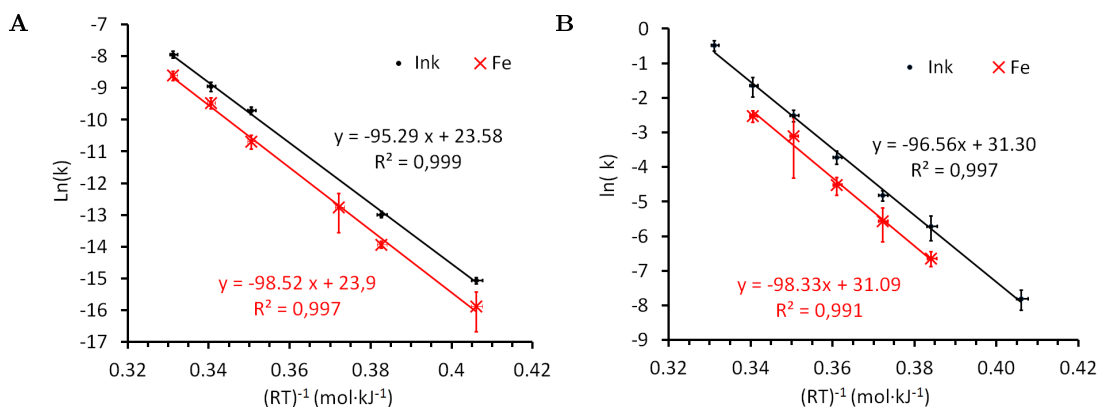 A
Ln(k)
-7
-8
-9
-10
-11
-12
-13
-14
-15
-16
-17
Ink Fe
y = -95.29 x + 23.58
R² = 0,999
y = -98.52 x + 23,9
R² = 0,997
0.32 0.34 0.36 0.38 0.4 0.42
(RT)⁻¹ (mol·kJ⁻¹)
B
ln( k)
0
-1
-2
-3
-4
-5
-6
-7
-8
-9
Ink Fe
y = -96.56x + 31.30
R² = 0,997
y = -98.33x + 31.09
R² = 0,991
0.32 0.34 0.36 0.38 0.40 0.42
(RT)⁻¹ (mol·kJ⁻¹)